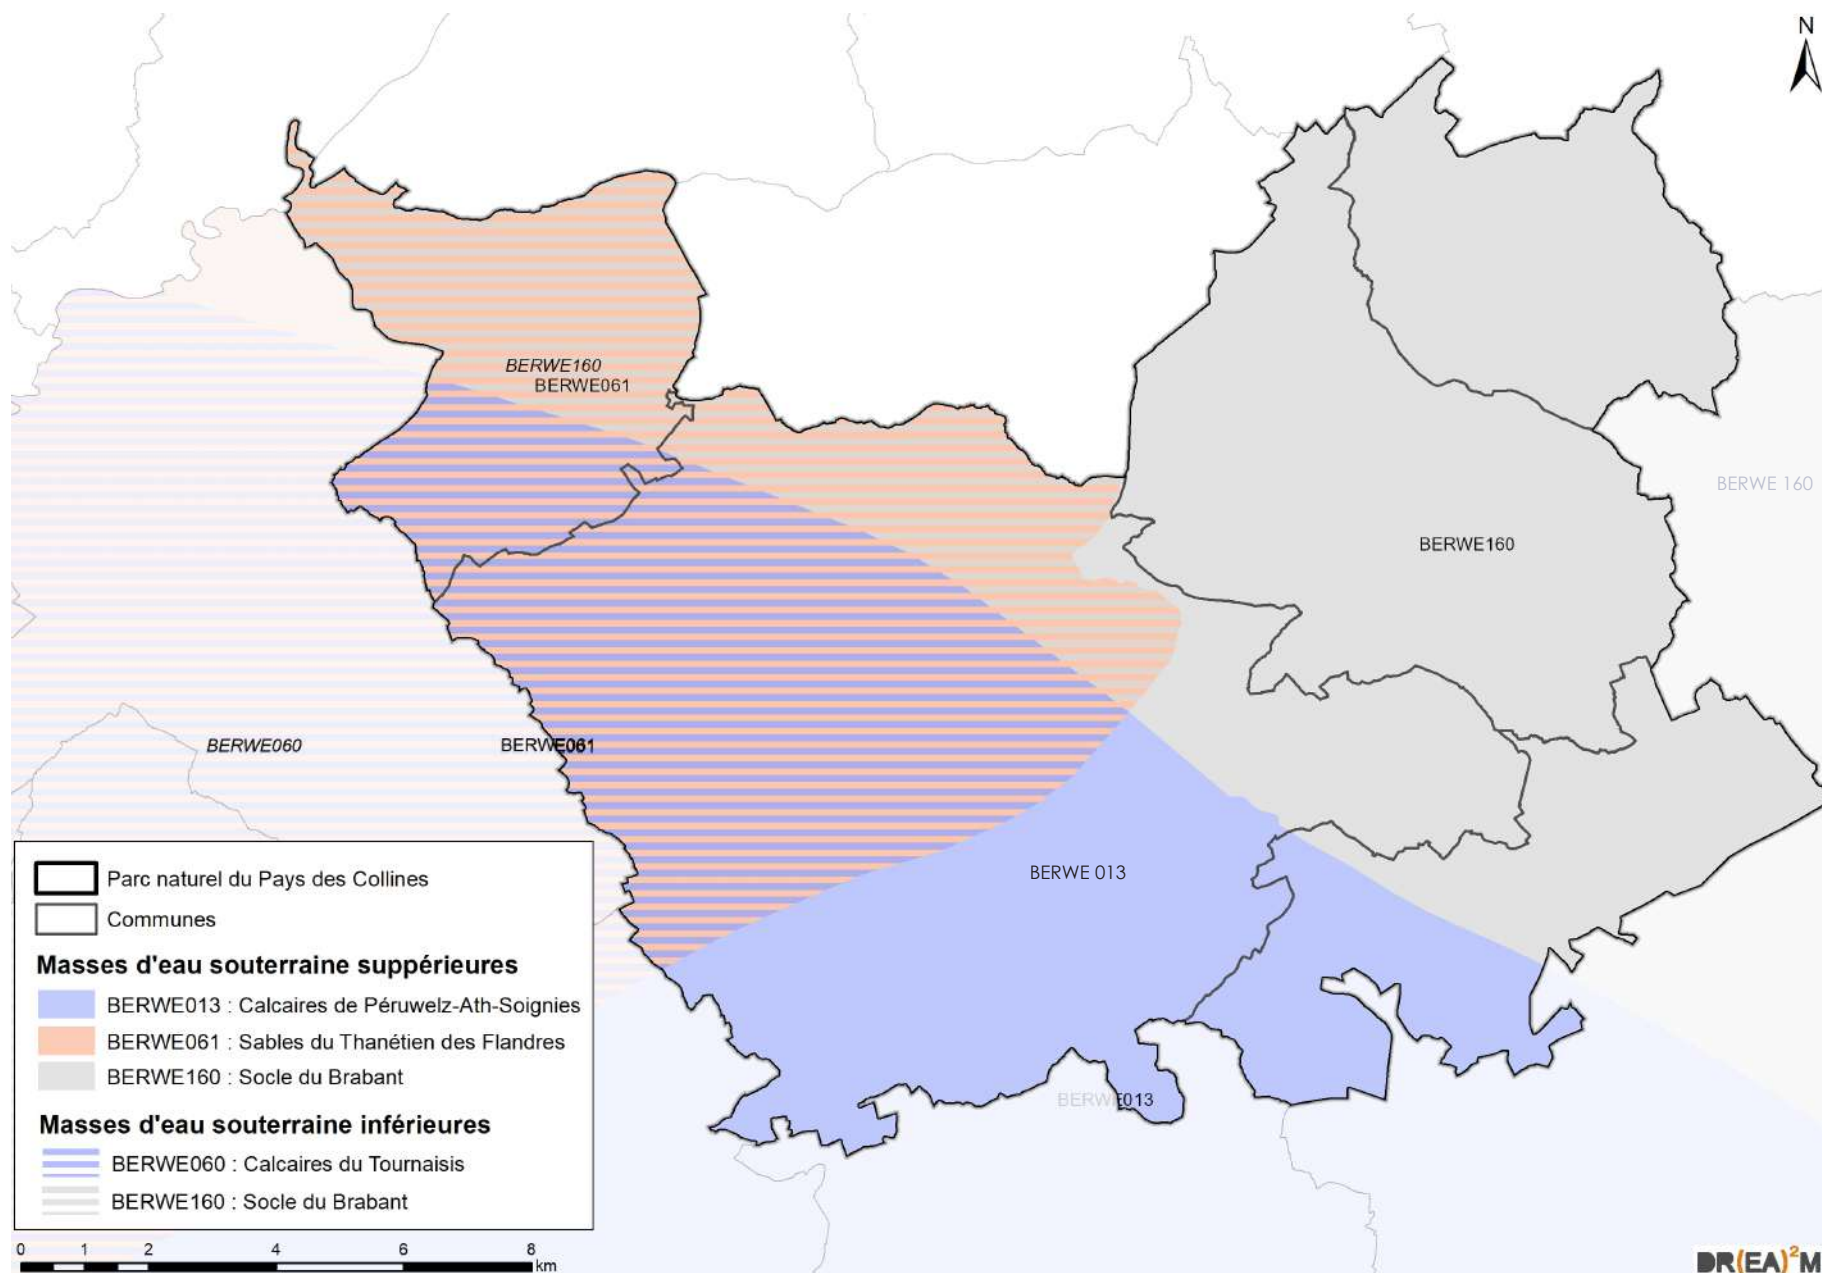 N
BERWE160
BERWE061
BERWE 160
BERWE160
BERWE060
BERWE061
BERWE 013
BERWE013
Parc naturel du Pays des Collines
Communes
Masses d'eau souterraine suppérieures
BERWE013 : Calcaires de Péruwelz-Ath-Soignies
BERWE061 : Sables du Thanétien des Flandres
BERWE160 : Socle du Brabant
Masses d'eau souterraine inférieures
BERWE060 : Calcaires du Tournaisis
BERWE160 : Socle du Brabant
0 1 2 4 6 8
km
DR(EA)²M